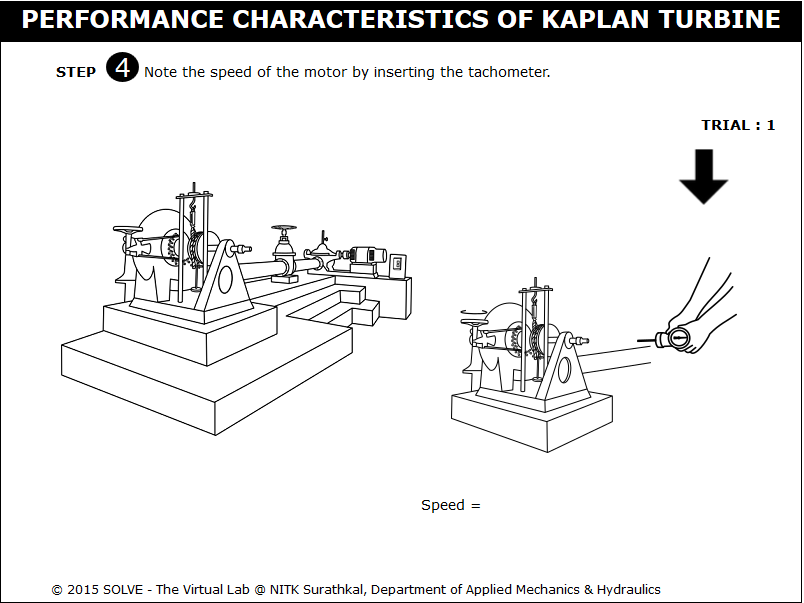 PERFORMANCE CHARACTERISTICS OF KAPLAN TURBINE
STEP 4 Note the speed of the motor by inserting the tachometer.
TRIAL : 1
Speed =
© 2015 SOLVE - The Virtual Lab @ NITK Surathkal, Department of Applied Mechanics & Hydraulics